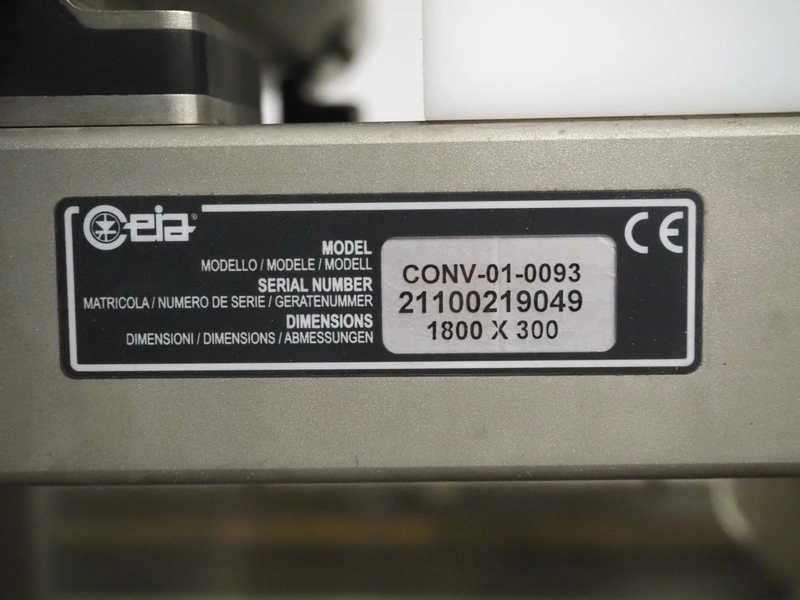 Ceia®
CE
MODEL
MODELLO / MODELE / MODELL
CONV-01-0093
SERIAL NUMBER
MATRICOLA / NUMERO DE SERIE / GERATENUMMER
21100219049
DIMENSIONS
DIMENSIONI / DIMENSIONS / ABMESSUNGEN
1800 X 300